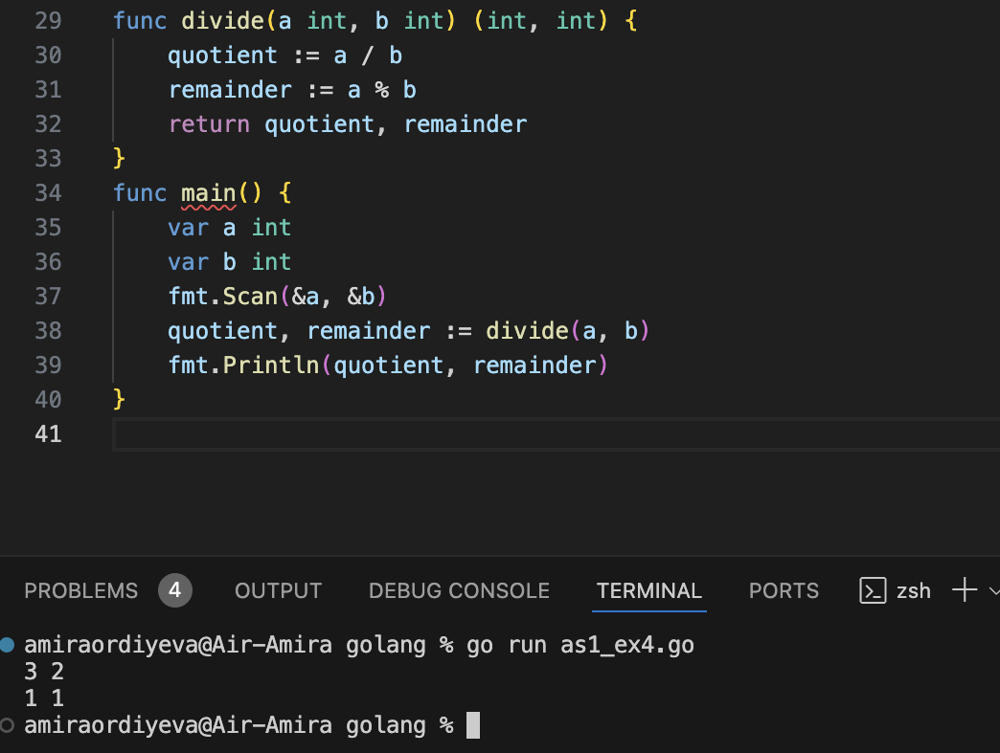 29 func divide(a int, b int) (int, int) {
30 quotient := a / b
31 remainder := a % b
32 return quotient, remainder
33 }
34 func main() {
35 var a int
36 var b int
37 fmt.Scan(&a, &b)
38 quotient, remainder := divide(a, b)
39 fmt.Println(quotient, remainder)
40 }
41
PROBLEMS 4 OUTPUT DEBUG CONSOLE TERMINAL PORTS zsh
amiraordiyeva@Air-Amira golang % go run as1_ex4.go
3 2
1 1
amiraordiyeva@Air-Amira golang %